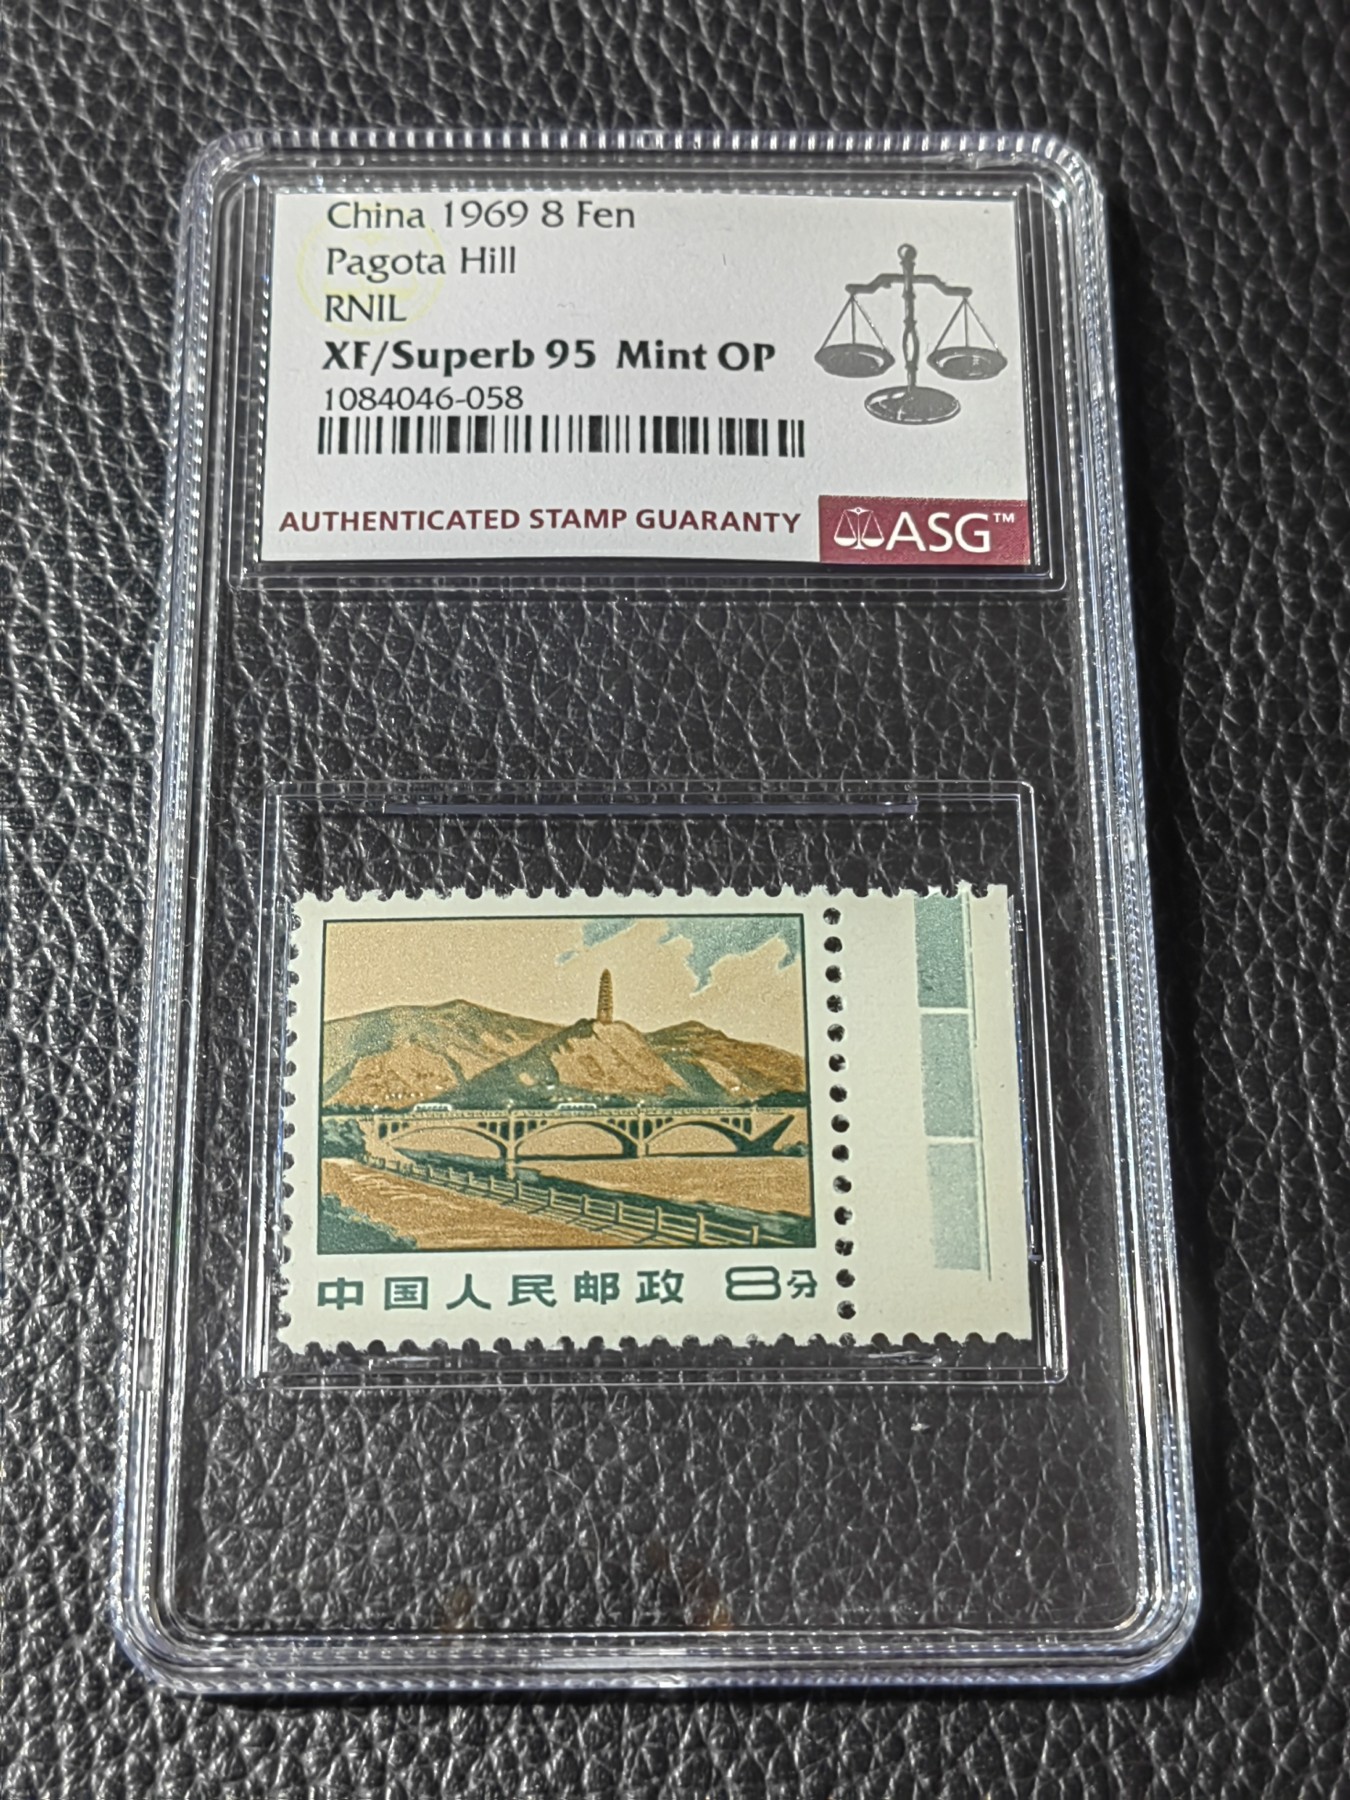 China 1969 8 Fen
Pagota Hill
RNIL
XF/Superb 95 Mint OP
1084046-058
AUTHENTICATED STAMP GUARANTY
ASG™
中国人民邮政 8分